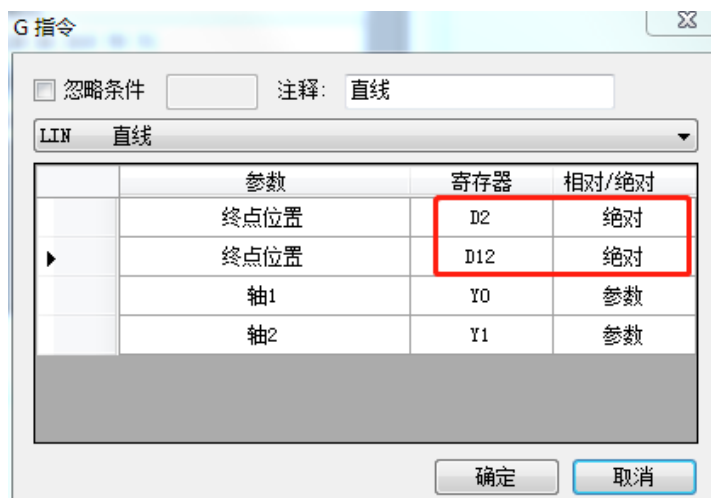 G 指令
忽略条件 注释: 直线
LIN 直线
参数 寄存器 相对/绝对
终点位置 D2 绝对
终点位置 D12 绝对
轴1 Y0 参数
轴2 Y1 参数
确定 取消